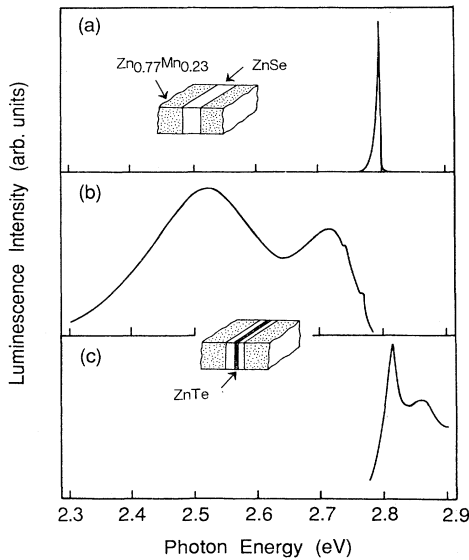 Luminescence Intensity (arb. units)
(a)
Zn0.77Mn0.23
ZnSe
(b)
(c)
ZnTe
2.3 2.4 2.5 2.6 2.7 2.8 2.9
Photon Energy (eV)